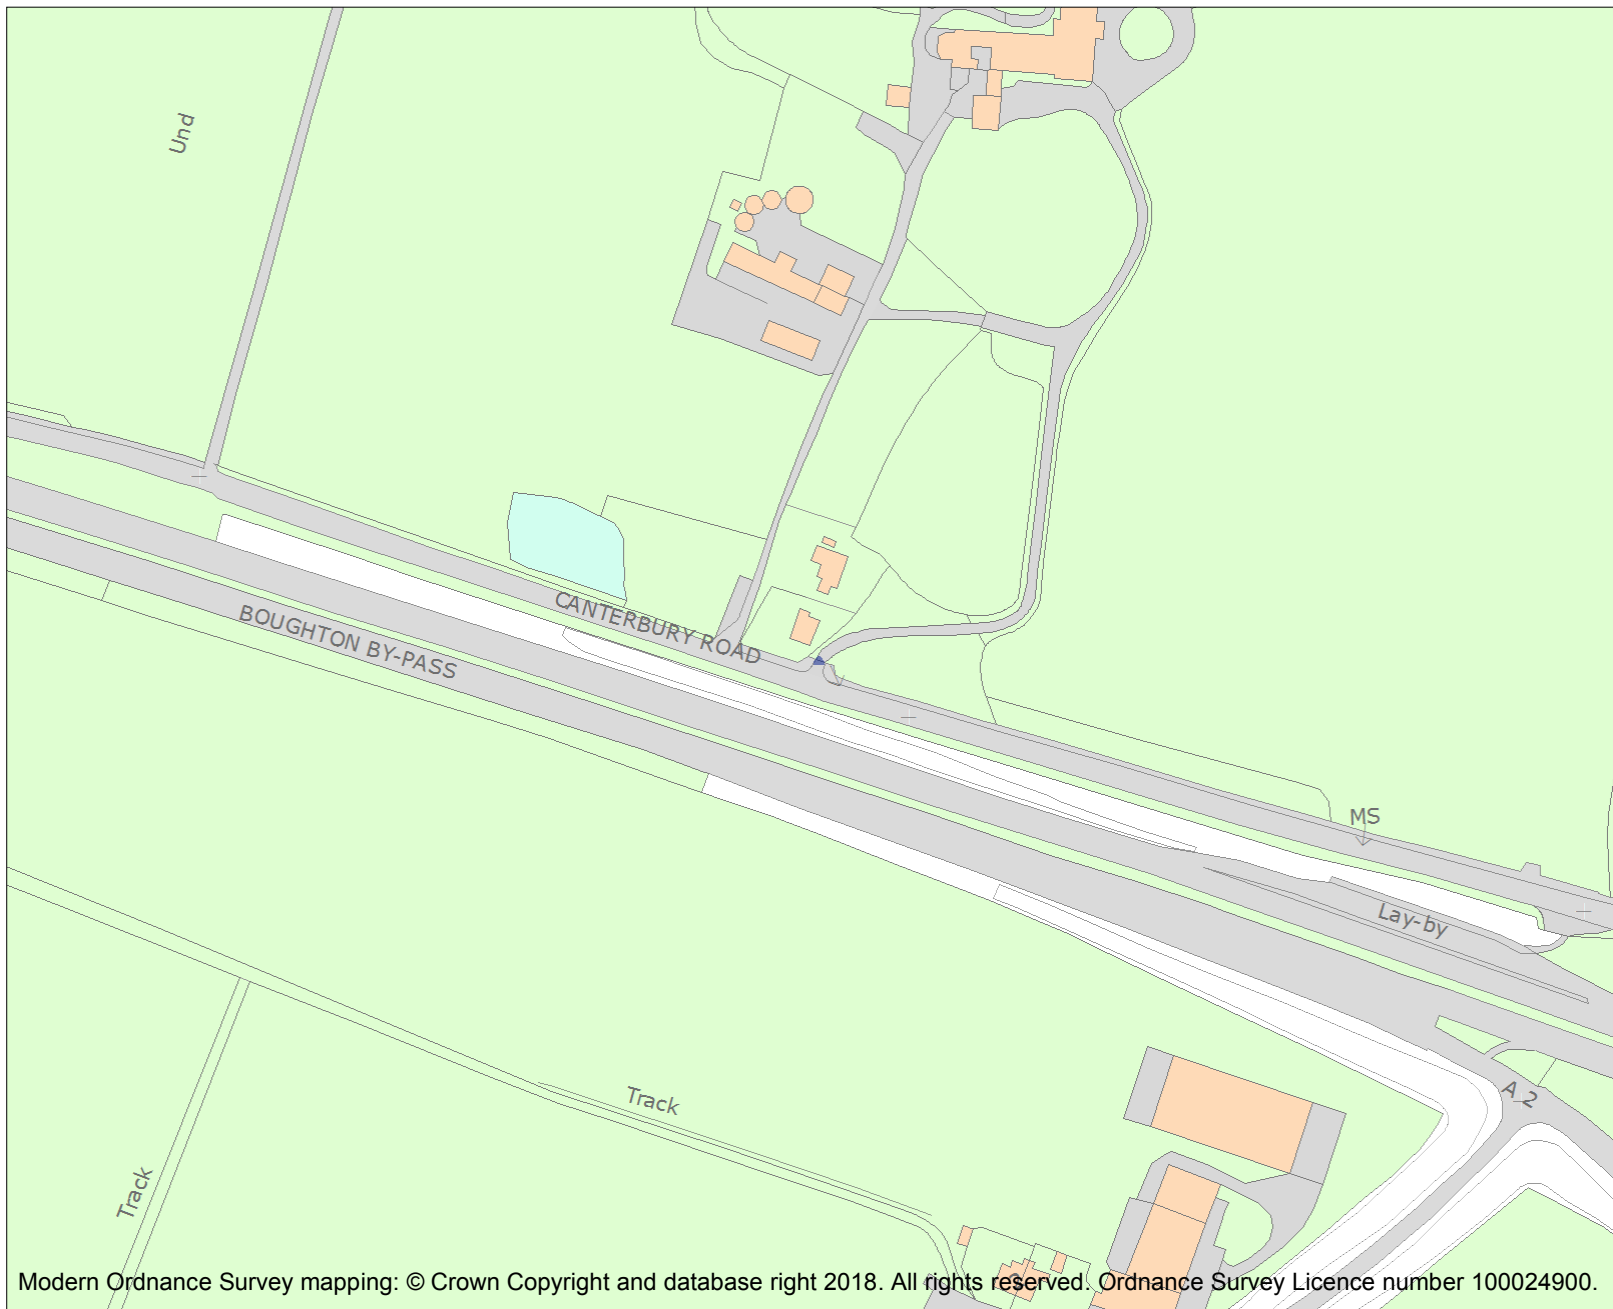 Und
CANTERBURY ROAD
BOUGHTON BY-PASS
MS
Lay-by
A 2
Track
Track
Modern Ordnance Survey mapping: © Crown Copyright and database right 2018. All rights reserved. Ordnance Survey Licence number 100024900.